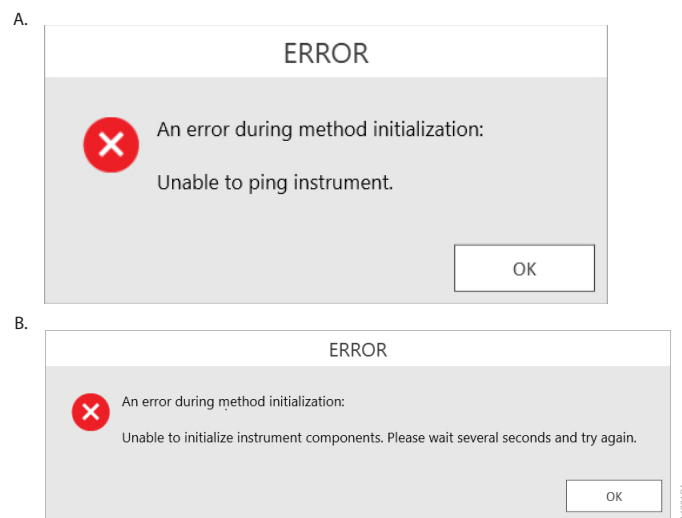 A.
ERROR
An error during method initialization:
Unable to ping instrument.
OK
B.
ERROR
An error during method initialization:
Unable to initialize instrument components. Please wait several seconds and try again.
OK